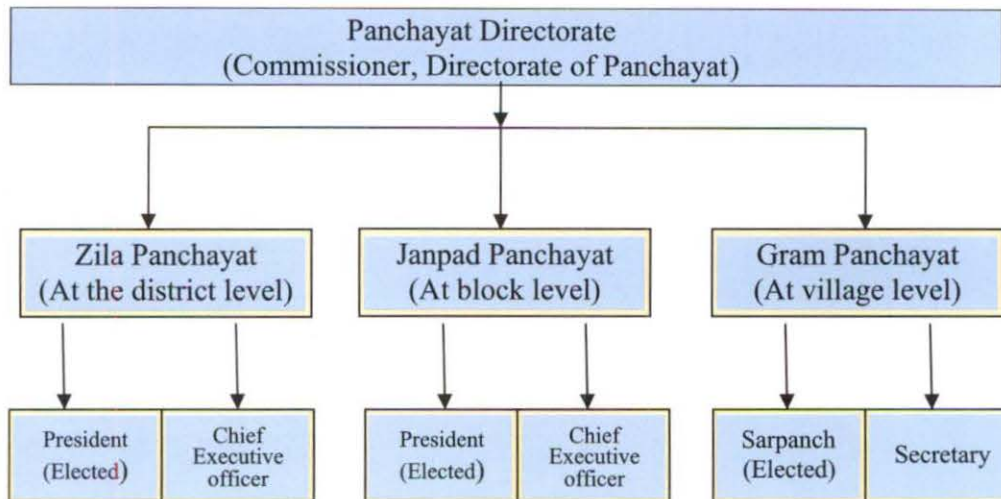 Panchayat Directorate
(Commissioner, Directorate of Panchayat)
Zila Panchayat
(At the district level)
Janpad Panchayat
(At block level)
Gram Panchayat
(At village level)
President
(Elected)
Chief
Executive
officer
President
(Elected)
Chief
Executive
officer
Sarpanch
(Elected)
Secretary